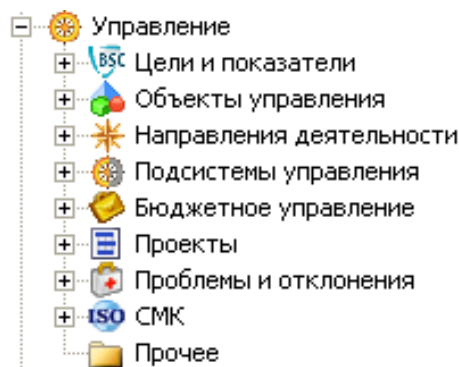 Управление
BSC Цели и показатели
Объекты управления
Направления деятельности
Подсистемы управления
Бюджетное управление
Проекты
Проблемы и отклонения
ISO СМК
Прочее